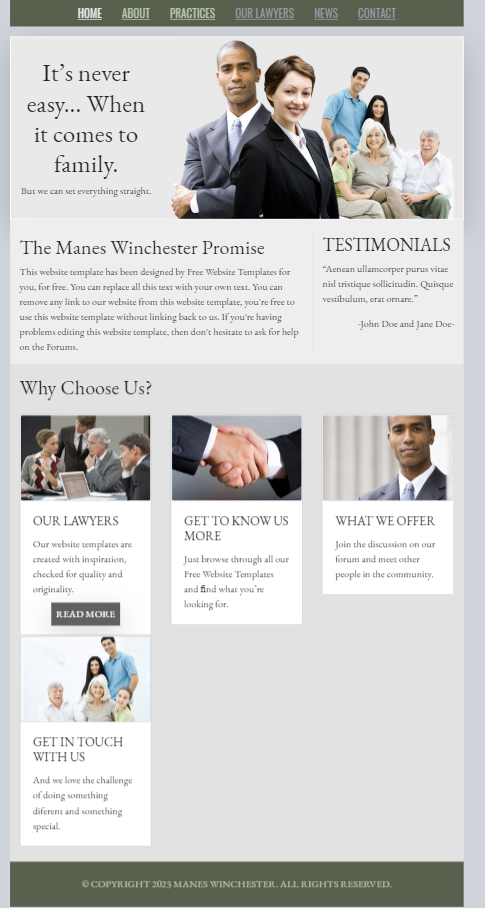 HOME ABOUT PRACTICES OUR LAWYERS NEWS CONTACT
It's never
easy... When
it comes to
family.
But we can set everything straight.
The Manes Winchester Promise
This website template has been designed by Free Website Templates for
you, for free. You can replace all this text with your own text. You can
remove any link to our website from this website template, you're free to
use this website template without linking back to us. If you're having
problems editing this website template, then don't hesitate to ask for help
on the Forums.
TESTIMONIALS
“Aenean ullamcorper purus vitae
nisl tristique sollicitudin. Quisque
vestibulum, erat ornare.”
-John Doe and Jane Doe-
Why Choose Us?
OUR LAWYERS
Our website templates are
created with inspiration,
checked for quality and
originality.
READ MORE
GET TO KNOW US
MORE
Just browse through all our
Free Website Templates
and find what you're
looking for.
WHAT WE OFFER
Join the discussion on our
forum and meet other
people in the community.
GET IN TOUCH
WITH US
And we love the challenge
of doing something
diferent and something
special.
© COPYRIGHT 2023 MANES WINCHESTER. ALL RIGHTS RESERVED.